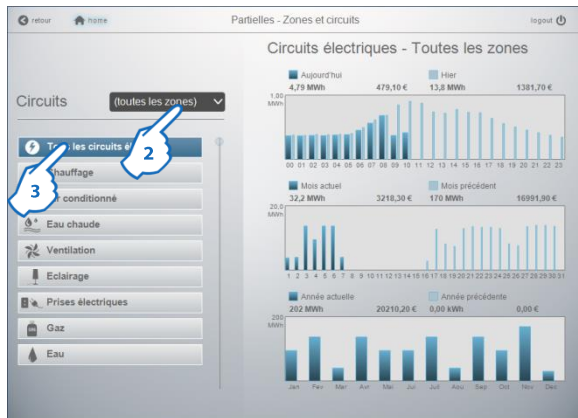 retour
home
Partielles - Zones et circuits
logout
Circuits électriques - Toutes les zones
Circuits
(toutes les zones)
2
3
les circuits
Chauffage
conditionné
Eau chaude
Ventilation
Eclairage
Prises électriques
Gaz
Eau
Aujourd'hui
Hier
4,79 MWh 479,10 € 13,8 MWh 1381,70 €
1.00
MWh
00 01 02 03 04 05 06 07 08 09 10 11 12 13 14 15 16 17 18 19 20 21 22 23
Mois actuel
Mois précédent
32,2 MWh 3218,30 € 170 MWh 16991,90 €
20.0
MWh
1 2 3 4 5 6 7 8 9 10 11 12 13 14 15 16 17 18 19 20 21 22 23 24 25 26 27 28 29 30 31
Année actuelle
Année précédente
202 MWh 20210,20 € 0,00 kWh 0,00 €
200
MWh
Jan Fev Mar Avr Mai Jui Juil Aou Sep Oct Nov Dec